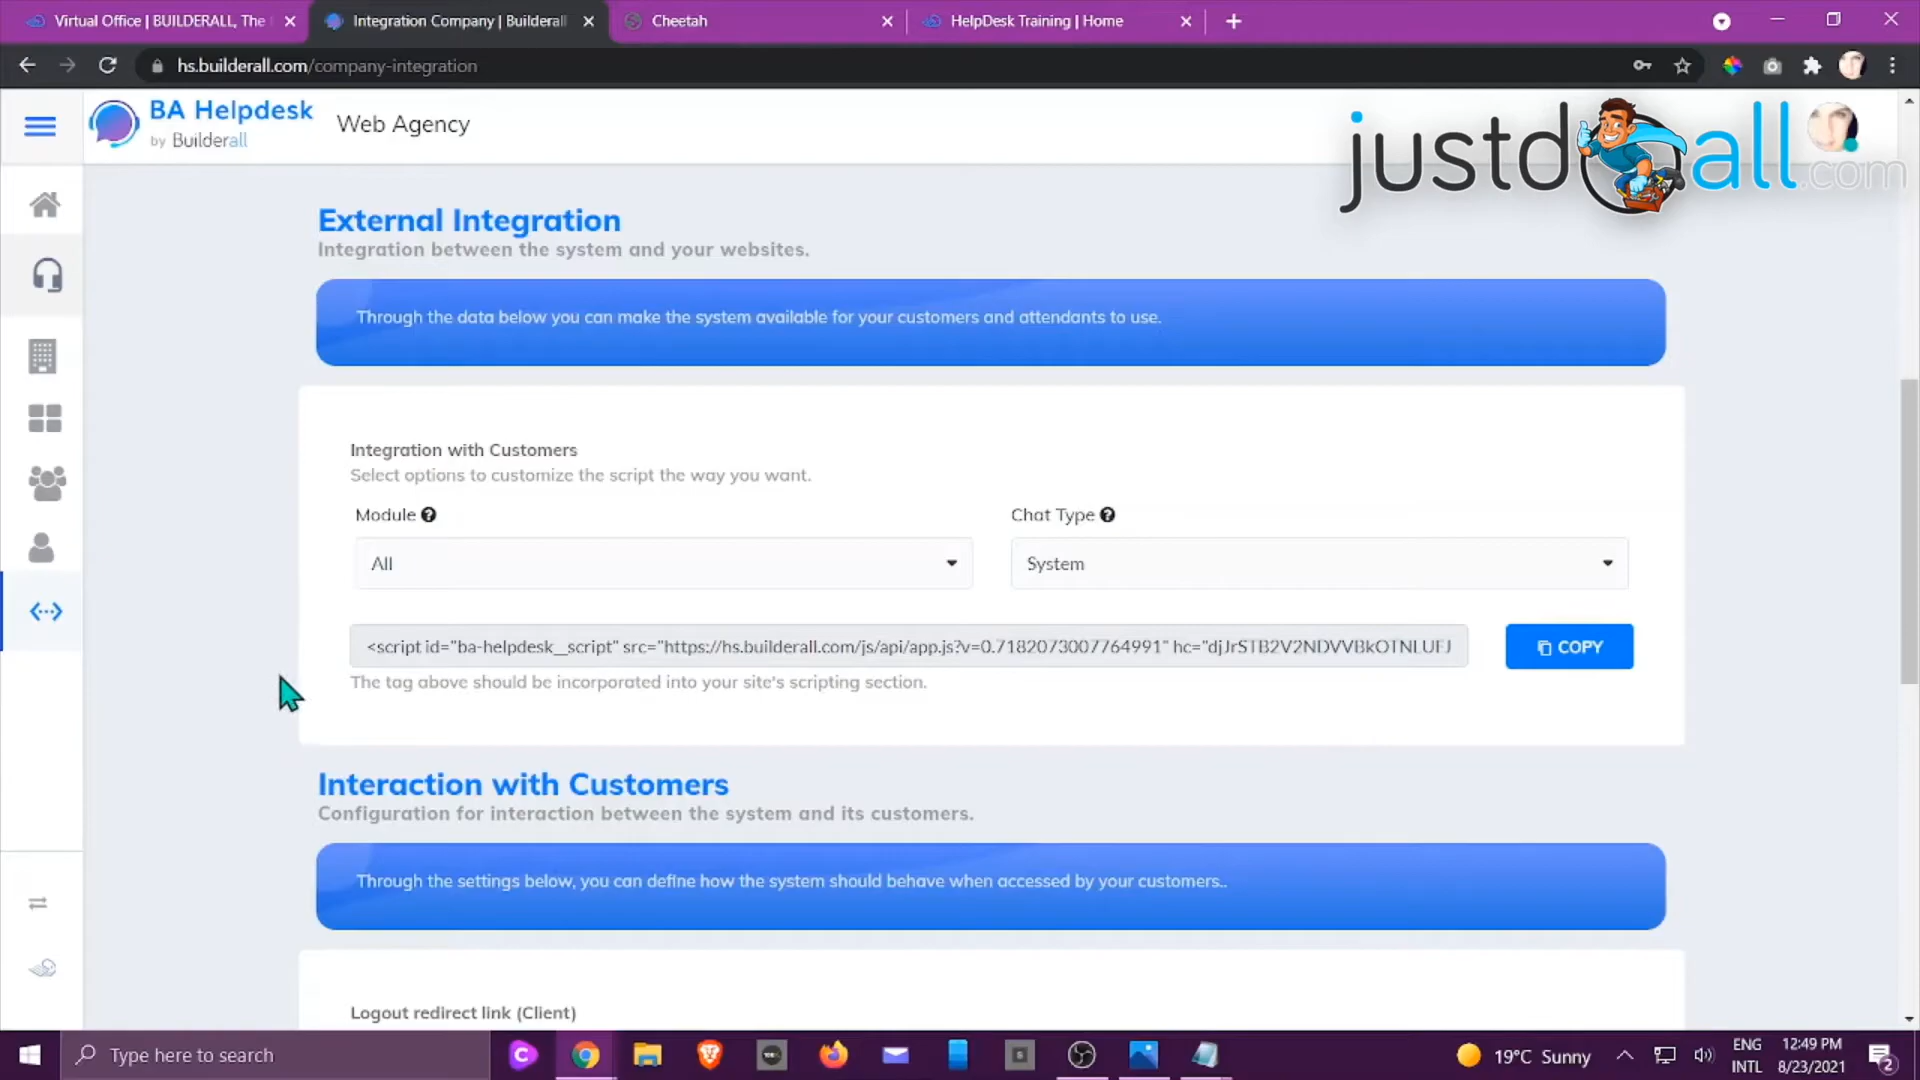 Virtual Office | BUILDERALL, The
Integration Company | Builderall
Cheetah
HelpDesk Training | Home
hs.builderall.com/company-integration
BA Helpdesk
by Builderall
Web Agency
justdoall.com
External Integration
Integration between the system and your websites.
Through the data below you can make the system available for your customers and attendants to use.
Integration with Customers
Select options to customize the script the way you want.
Module
Chat Type
All
System
<script id="ba-helpdesk__script" src="https://hs.builderall.com/js/api/app.js?v=0.7182073007764991" hc="djJrSTB2V2NDVVBkOTNLUEJ
COPY
The tag above should be incorporated into your site's scripting section.
Interaction with Customers
Configuration for interaction between the system and its customers.
Through the settings below, you can define how the system should behave when accessed by your customers..
Logout redirect link (Client)
Type here to search
19°C Sunny
ENG
INTL
12:49 PM
8/23/2021
2